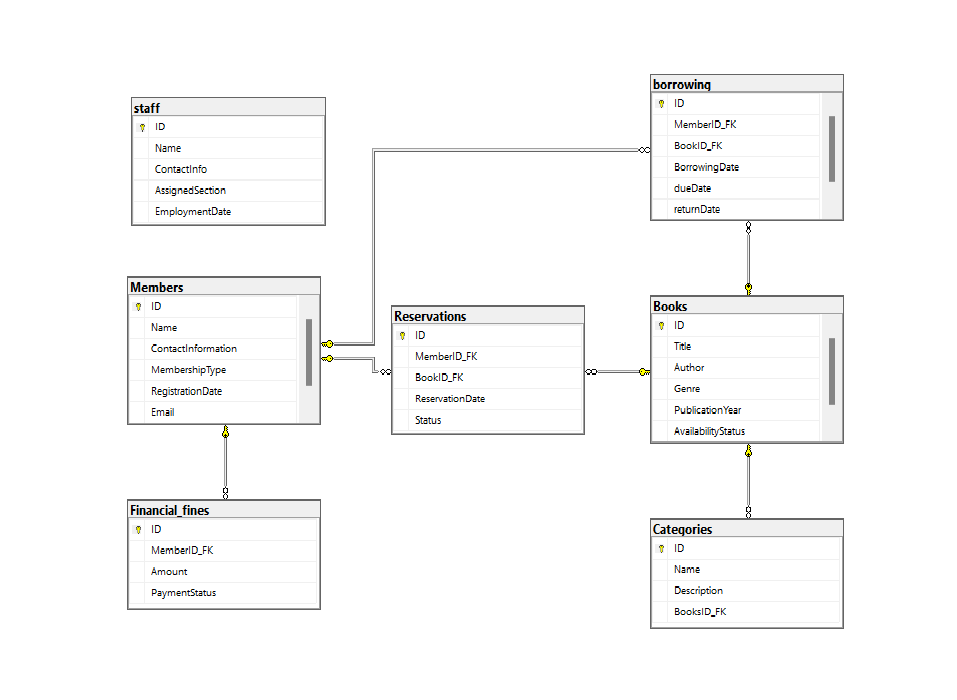 staff
ID
Name
ContactInfo
AssignedSection
EmploymentDate
borrowing
ID
MemberID_FK
BookID_FK
BorrowingDate
dueDate
returnDate
Members
ID
Name
ContactInformation
MembershipType
RegistrationDate
Email
Reservations
ID
MemberID_FK
BookID_FK
ReservationDate
Status
Books
ID
Title
Author
Genre
PublicationYear
AvailabilityStatus
Financial_fines
ID
MemberID_FK
Amount
PaymentStatus
Categories
ID
Name
Description
BooksID_FK